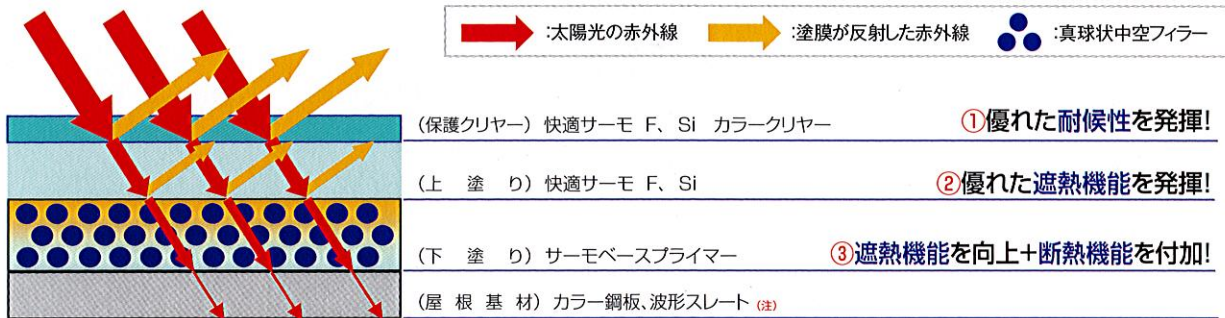 :太陽光の赤外線 :塗膜が反射した赤外線 :真球状中空フィラー
(保護クリヤー) 快適サーモ F、Si カラークリヤー ①優れた耐候性を発揮!
(上塗り) 快適サーモ F、Si ②優れた遮熱機能を発揮!
(下塗り) サーモベースプライマー ③遮熱機能を向上+断熱機能を付加!
(屋根基材) カラー鋼板、波形スレート (注)